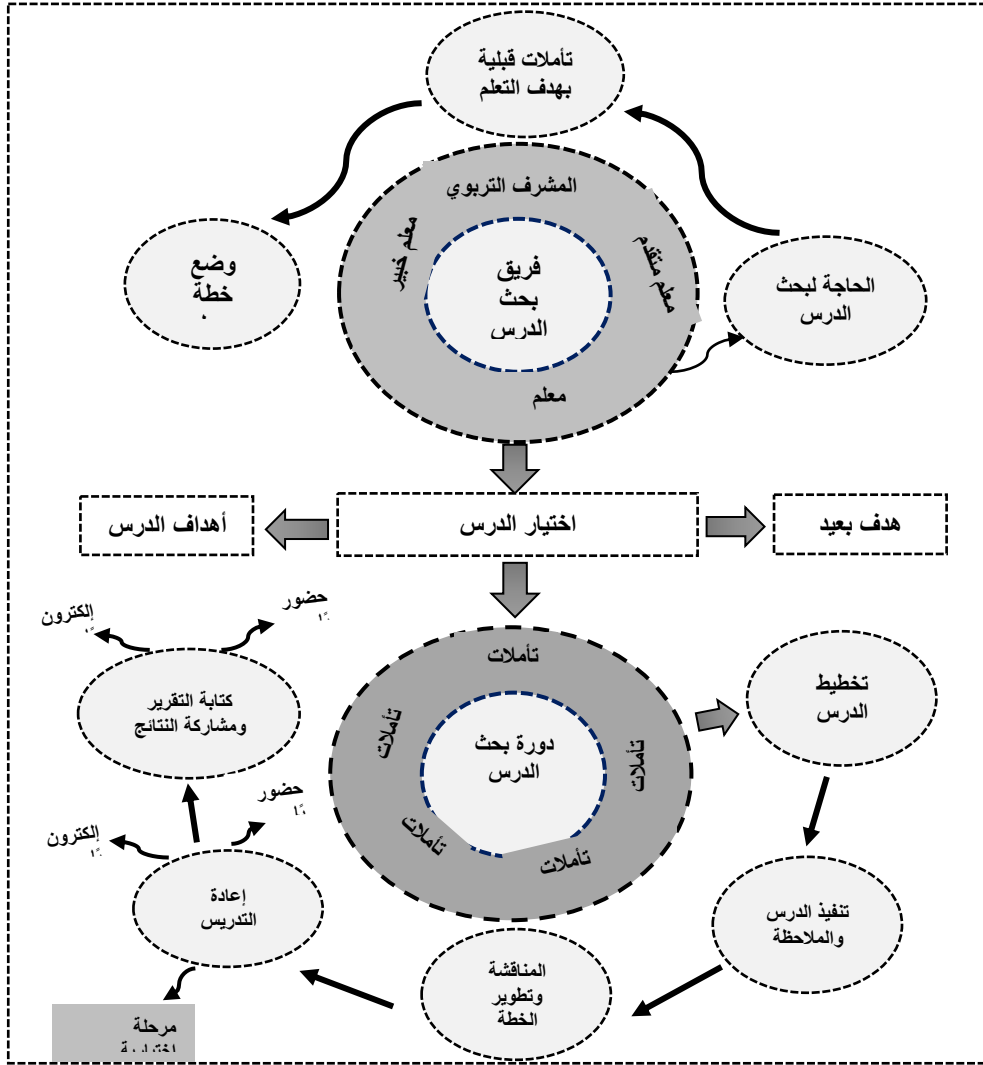 تأملات قبلية
بهدف التعلم
المشرف التربوي
معلم خبير
معلم متقدم
معلم
فريق
بحث
الدرس
الحاجة لبحث
الدرس
وضع
خطة
هدف بعيد
اختيار الدرس
أهداف الدرس
تأملات
تأملات
تأملات
تأملات
تأملات
دورة بحث
الدرس
تخطيط
الدرس
تنفيذ الدرس
والملاحظة
المناقشة
وتطوير
الخطة
إعادة
التدريس
حضور
إلكترون
مرحلة
كتابة التقرير
ومشاركة النتائج
حضور
إلكترون